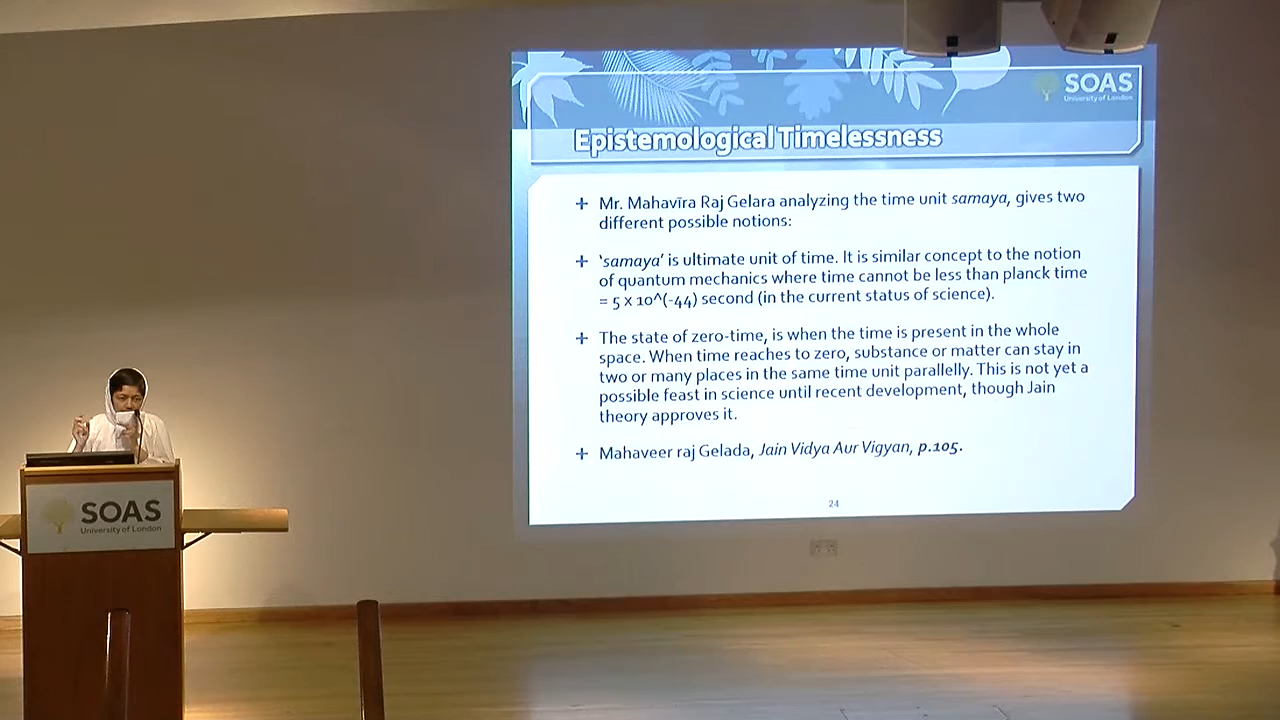 SOAS
University of London
Epistemological Timelessness
Mr. Mahavīra Raj Gelara analyzing the time unit samaya, gives two
different possible notions:
'samaya' is ultimate unit of time. It is similar concept to the notion
of quantum mechanics where time cannot be less than planck time
= 5 x 10^(-44) second (in the current status of science).
The state of zero-time, is when the time is present in the whole
space. When time reaches to zero, substance or matter can stay in
two or many places in the same time unit parallelly. This is not yet a
possible feast in science until recent development, though Jain
theory approves it.
Mahaveer raj Gelada, Jain Vidya Aur Vigyan, p.105.
24
SOAS
University of London